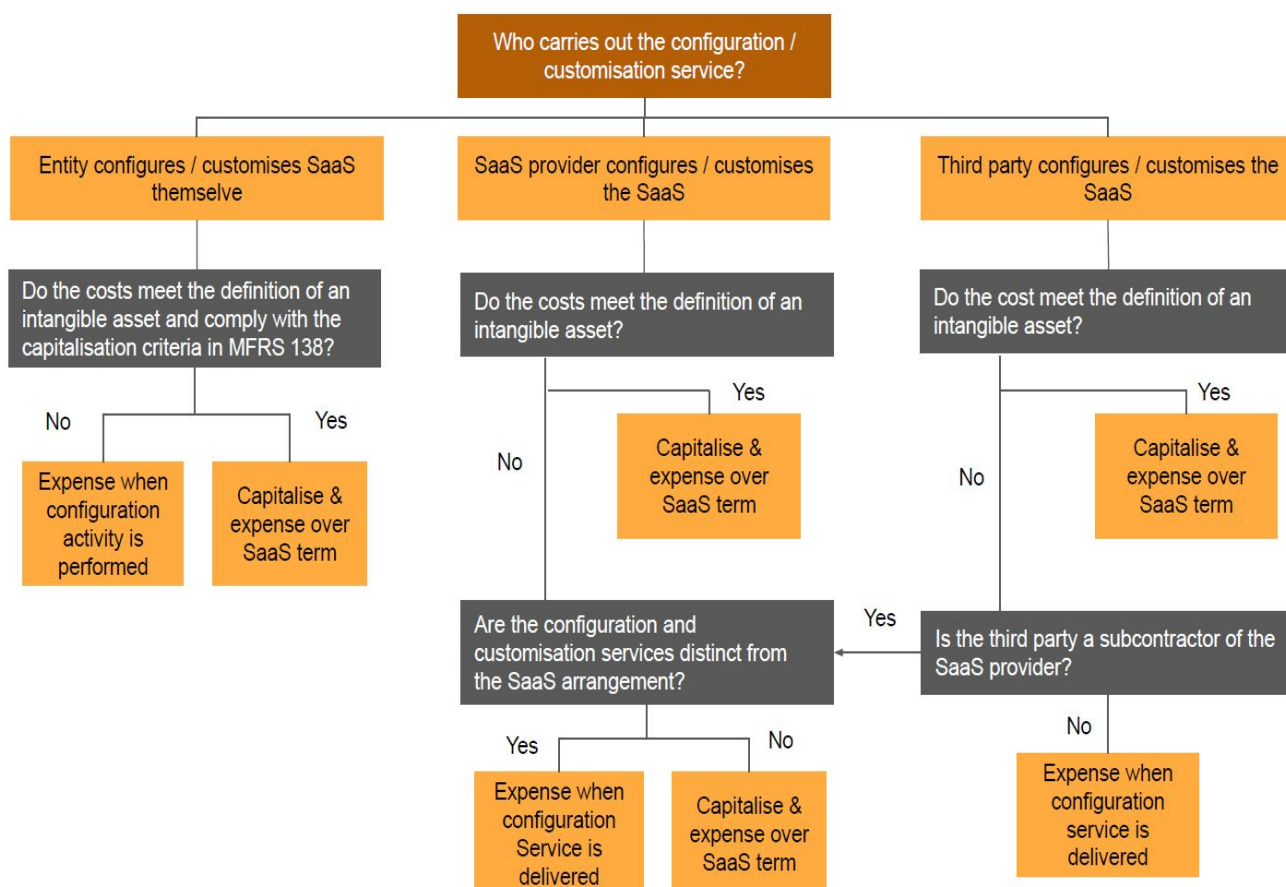 Who carries out the configuration /
customisation service?
Entity configures / customises SaaS
themselve
SaaS provider configures / customises
the SaaS
Third party configures / customises the
SaaS
Do the costs meet the definition of an
intangible asset and comply with the
capitalisation criteria in MFRS 138?
Do the costs meet the definition of an
intangible asset?
Do the cost meet the definition of an
intangible asset?
No
Yes
Expense when
configuration
activity is
performed
Capitalise &
expense over
SaaS term
No
Yes
Capitalise &
expense over
SaaS term
No
Yes
Capitalise &
expense over
SaaS term
Are the configuration and
customisation services distinct from
the SaaS arrangement?
Yes
Is the third party a subcontractor of the
SaaS provider?
Yes
No
Expense when
configuration
Service is
delivered
Capitalise &
expense over
SaaS term
No
Expense when
configuration
service is
delivered